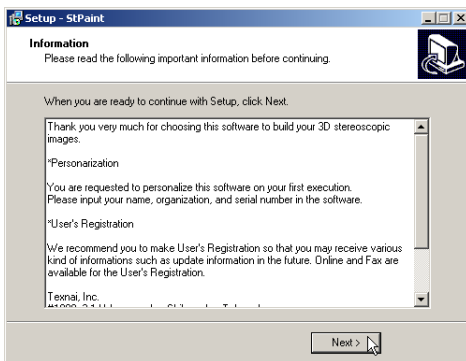 Setup - StPaint
Information
Please read the following important information before continuing.
When you are ready to continue with Setup, click Next.
Thank you very much for choosing this software to build your 3D stereoscopic
images.
*Personarization
You are requested to personalize this software on your first execution.
Please input your name, organization, and serial number in the software.
*User's Registration
We recommend you to make User's Registration so that you may receive various
kind of informations such as update information in the future. Online and Fax are
available for the User's Registration.
Texnai, Inc.
Next >